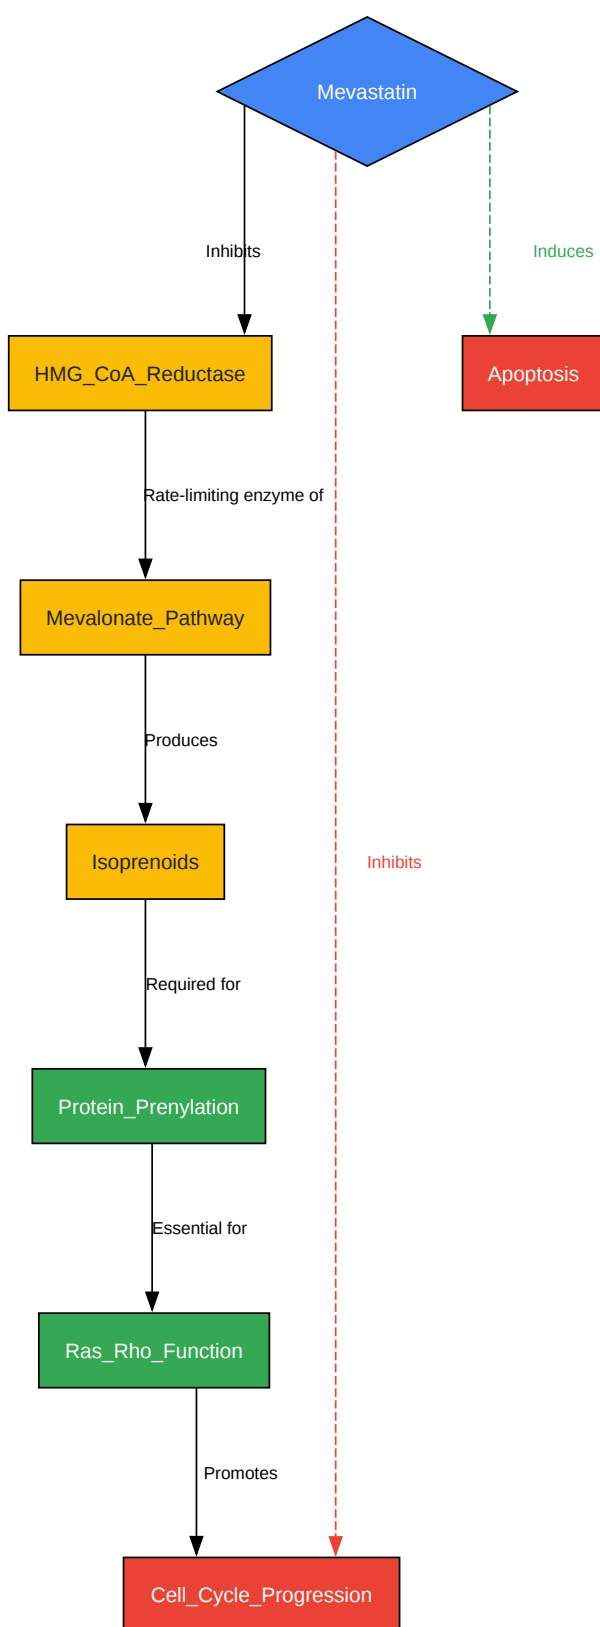 Mevastatin
Inhibits
Induces
HMG_CoA_Reductase
Apoptosis
Rate-limiting enzyme of
Mevalonate_Pathway
Produces
Isoprenoids
Inhibits
Required for
Protein_Prenylation
Essential for
Ras_Rho_Function
Promotes
Cell_Cycle_Progression